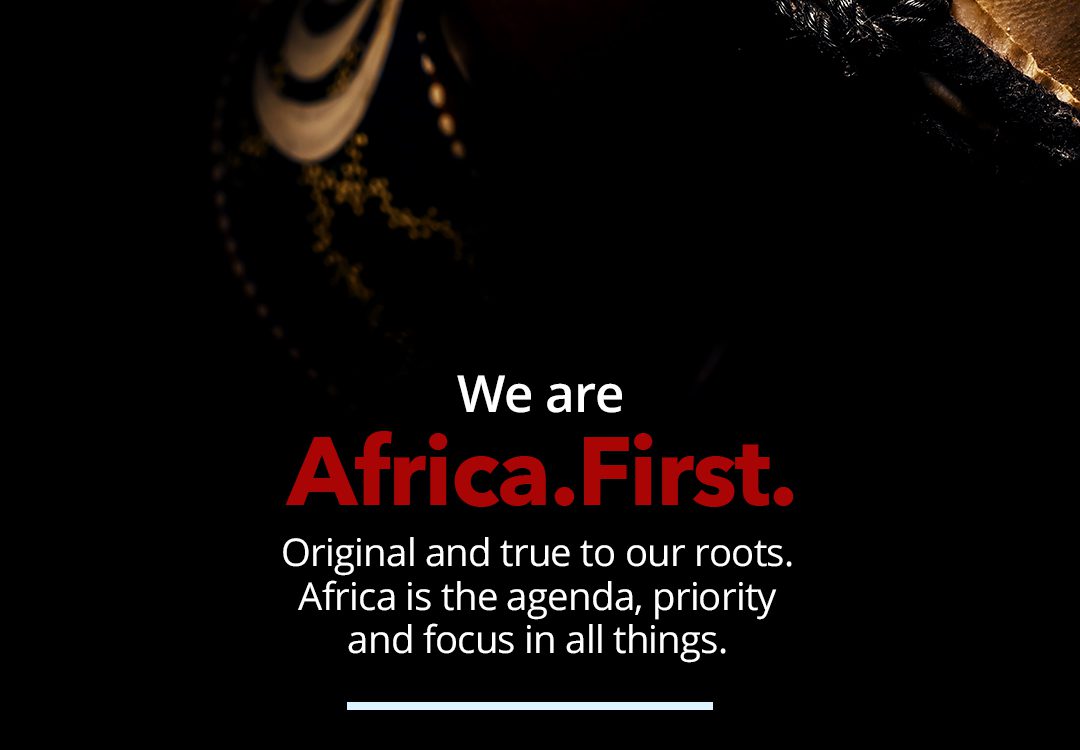 We are
Africa.First.
Original and true to our roots.
Africa is the agenda, priority
and focus in all things.